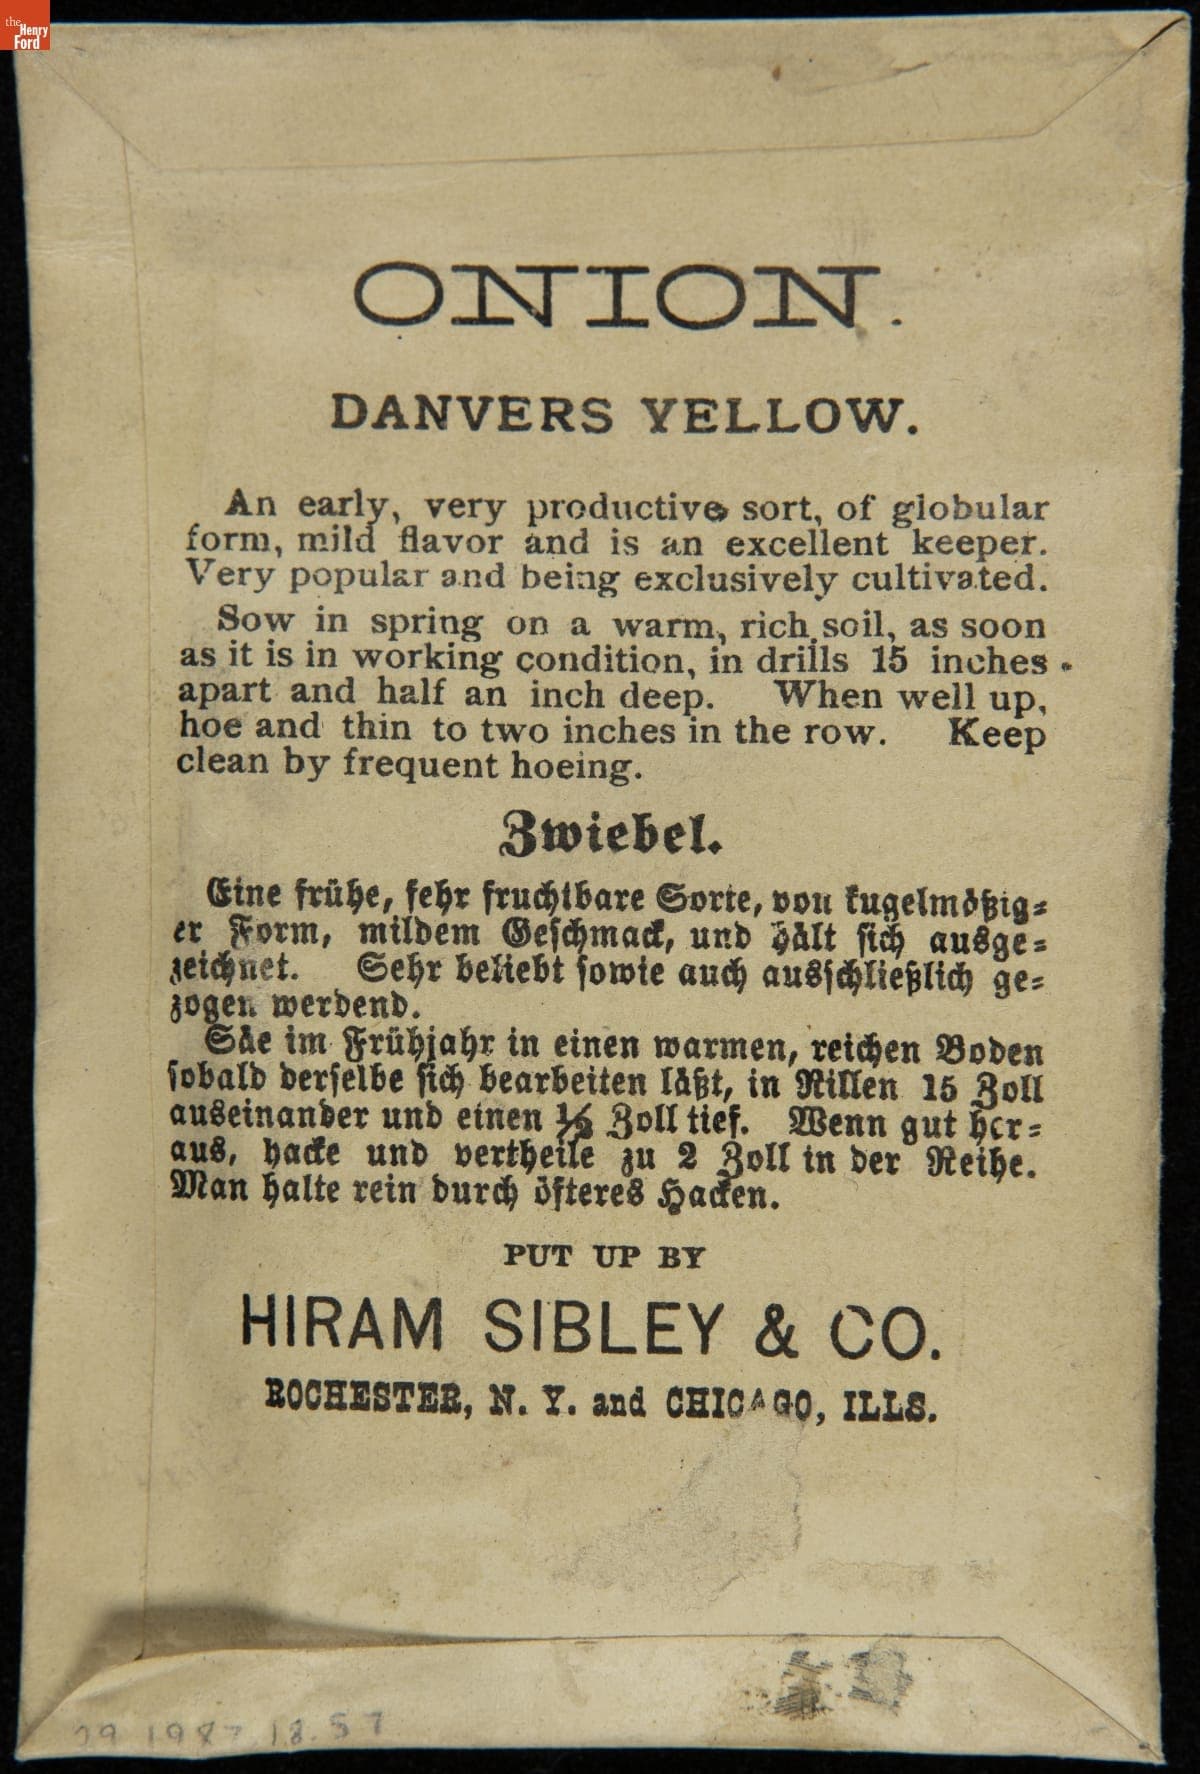 the
Henry
Ford
ONION.
DANVERS YELLOW.
An early, very productive sort, of globular
form, mild flavor and is an excellent keeper.
Very popular and being exclusively cultivated.
Sow in spring on a warm, rich soil, as soon
as it is in working condition, in drills 15 inches
apart and half an inch deep. When well up,
hoe and thin to two inches in the row. Keep
clean by frequent hoeing.
Zwiebel.
Eine frühe, sehr fruchtbare Sorte, von kugelmößig=
er Form, mildem Geschmack, und hält sich ausge=
zeichnet. Sehr beliebt sowie auch ausschließlich ge=
zogen werdend.
Säe im Frühjahr in einen warmen, reichen Boden
sobald derselbe sich bearbeiten läßt, in Rillen 15 Zoll
auseinander und einen ½ Zoll tief. Wenn gut her=
aus, hacke und vertheile zu 2 Zoll in der Reihe.
Man halte rein durch öfteres Hacken.
PUT UP BY
HIRAM SIBLEY & CO.
ROCHESTER, N. Y. and CHICAGO, ILLS.
29.1987.18.57